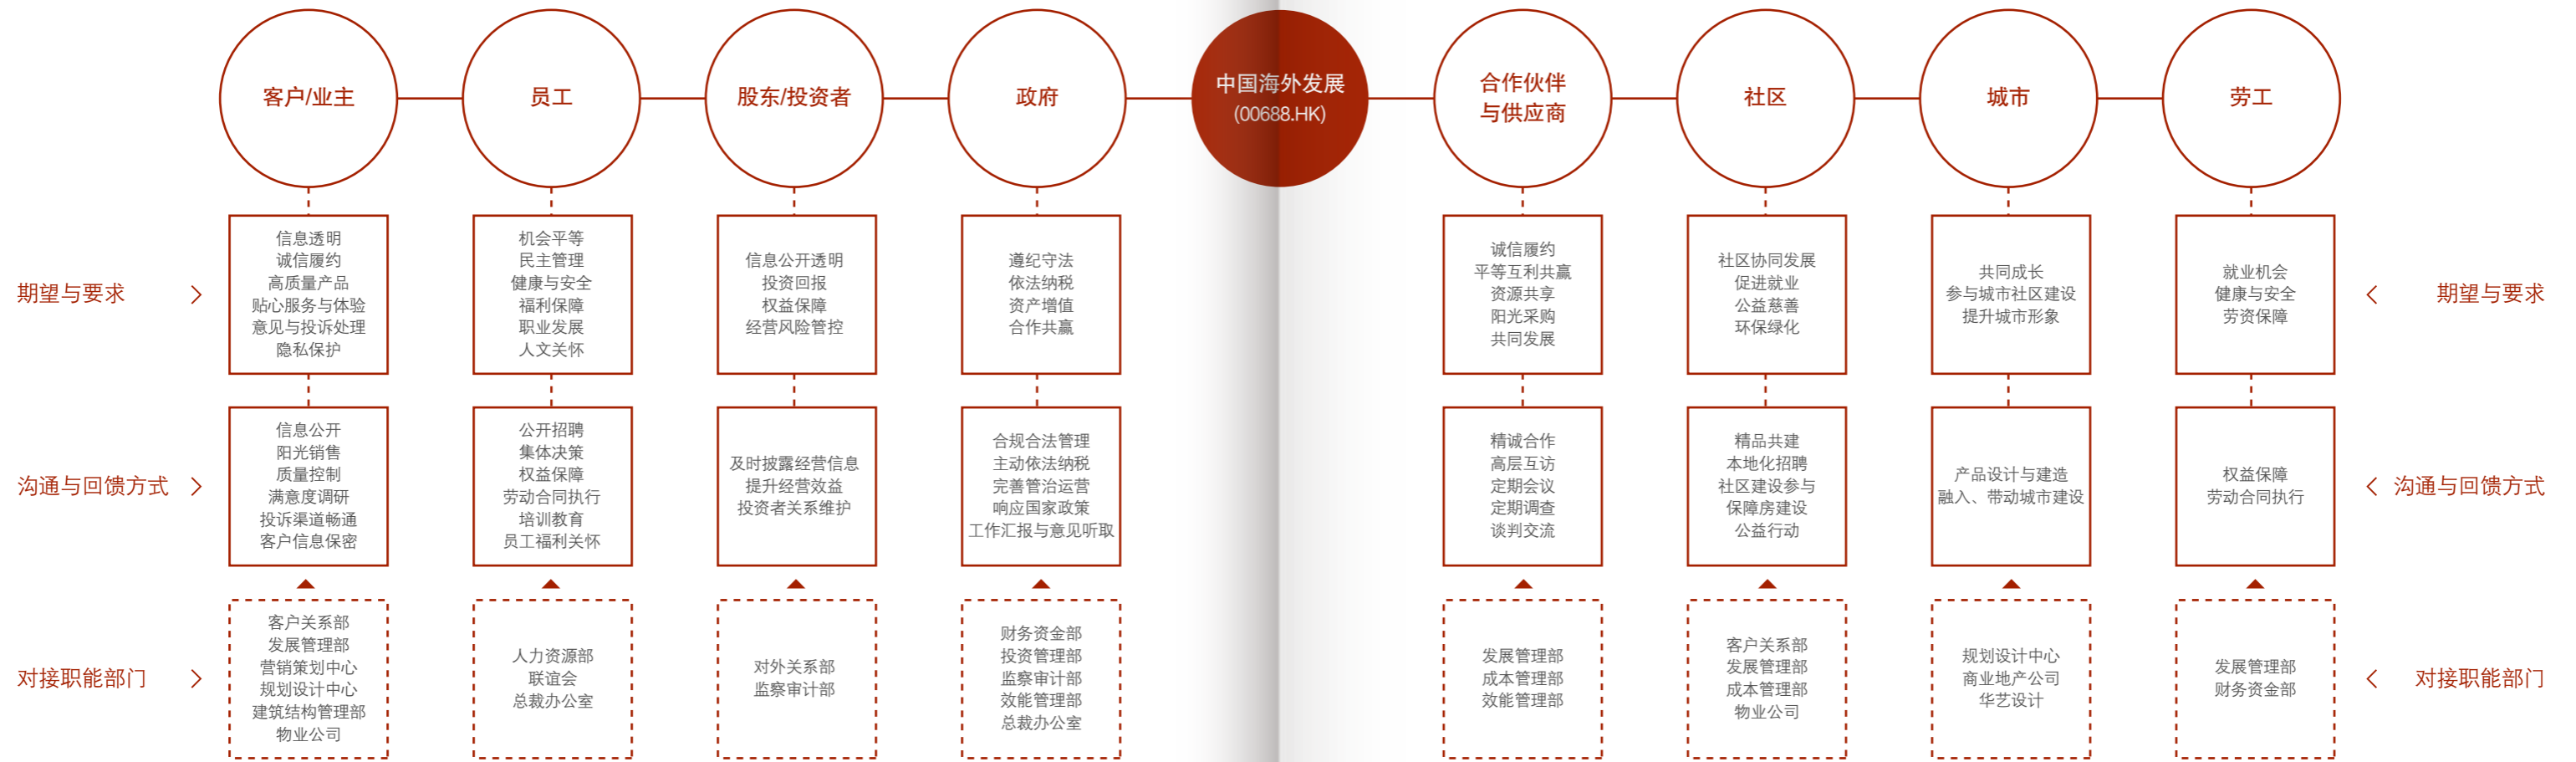 客户/业主
员工
股东/投资者
政府
中国海外发展
(00688.HK)
合作伙伴
与供应商
社区
城市
劳工
期望与要求
信息透明
诚信履约
高质量产品
贴心服务与体验
意见与投诉处理
隐私保护
机会平等
民主管理
健康与安全
福利保障
职业发展
人文关怀
信息公开透明
投资回报
权益保障
经营风险管控
遵纪守法
依法纳税
资产增值
合作共赢
诚信履约
平等互利共赢
资源共享
阳光采购
共同发展
社区协同发展
促进就业
公益慈善
环保绿化
共同成长
参与城市社区建设
提升城市形象
就业机会
健康与安全
劳资保障
期望与要求
沟通与回馈方式
信息公开
阳光销售
质量控制
满意度调研
投诉渠道畅通
客户信息保密
公开招聘
集体决策
权益保障
劳动合同执行
培训教育
员工福利关怀
及时披露经营信息
提升经营效益
投资者关系维护
合规合法管理
主动依法纳税
完善管治运营
响应国家政策
工作汇报与意见听取
精诚合作
高层互访
定期会议
定期调查
谈判交流
精品共建
本地化招聘
社区建设参与
保障房建设
公益行动
产品设计与建造
融入、带动城市建设
权益保障
劳动合同执行
沟通与回馈方式
对接职能部门
客户关系部
发展管理部
营销策划中心
规划设计中心
建筑结构管理部
物业公司
人力资源部
联谊会
总裁办公室
对外关系部
监察审计部
财务资金部
投资管理部
监察审计部
效能管理部
总裁办公室
发展管理部
成本管理部
效能管理部
客户关系部
发展管理部
成本管理部
物业公司
规划设计中心
商业地产公司
华艺设计
发展管理部
财务资金部
对接职能部门